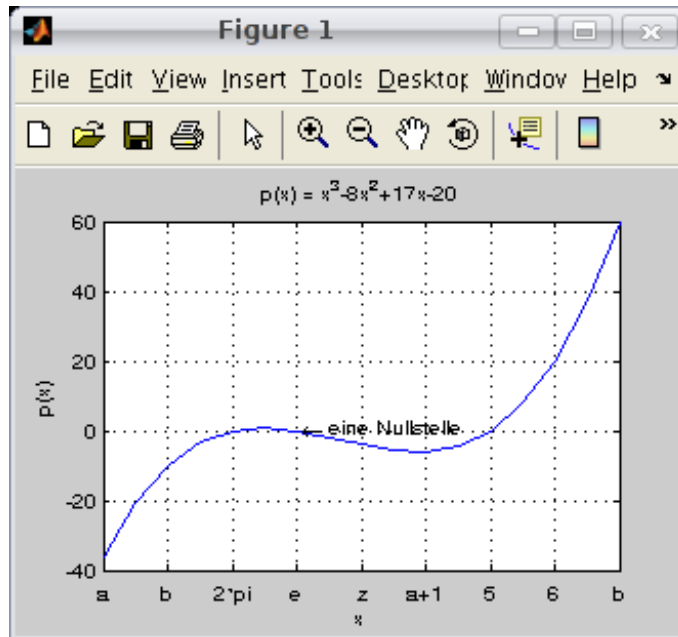 Figure 1
File Edit View Insert Tools Desktop Window Help
p(x) = x³-8x²+17x-20
60
40
20
0
-20
-40
p(x)
eine Nullstelle
a b 2*pi e z a+1 5 6 b
x